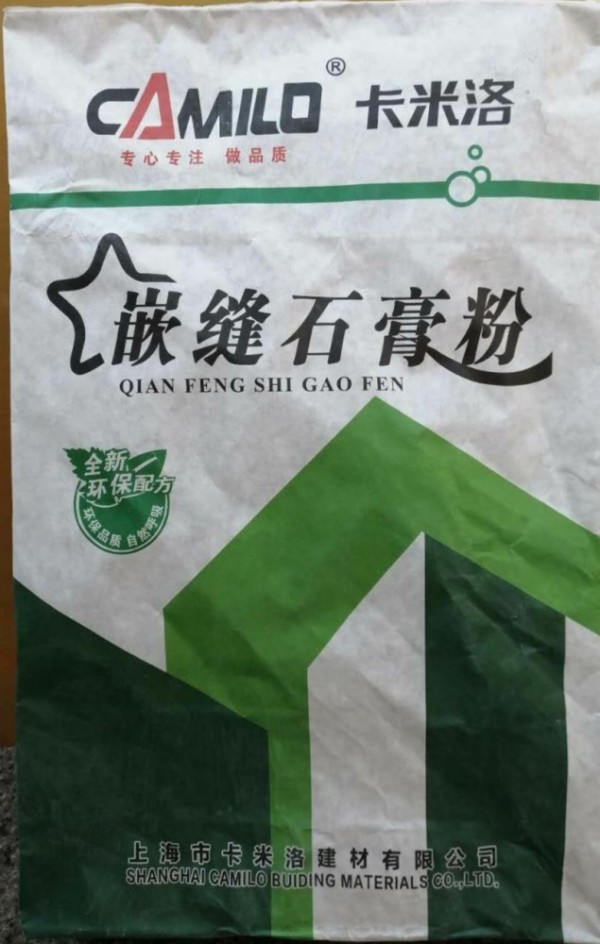 CAMILO® 卡米洛
专心专注 做品质
嵌缝石膏粉
QIAN FENG SHI GAO FEN
全新
环保配方
环保品质 自然呼吸
上海市卡米洛建材有限公司
SHANGHAI CAMILO BUIDING MATERIALS CO.,LTD.